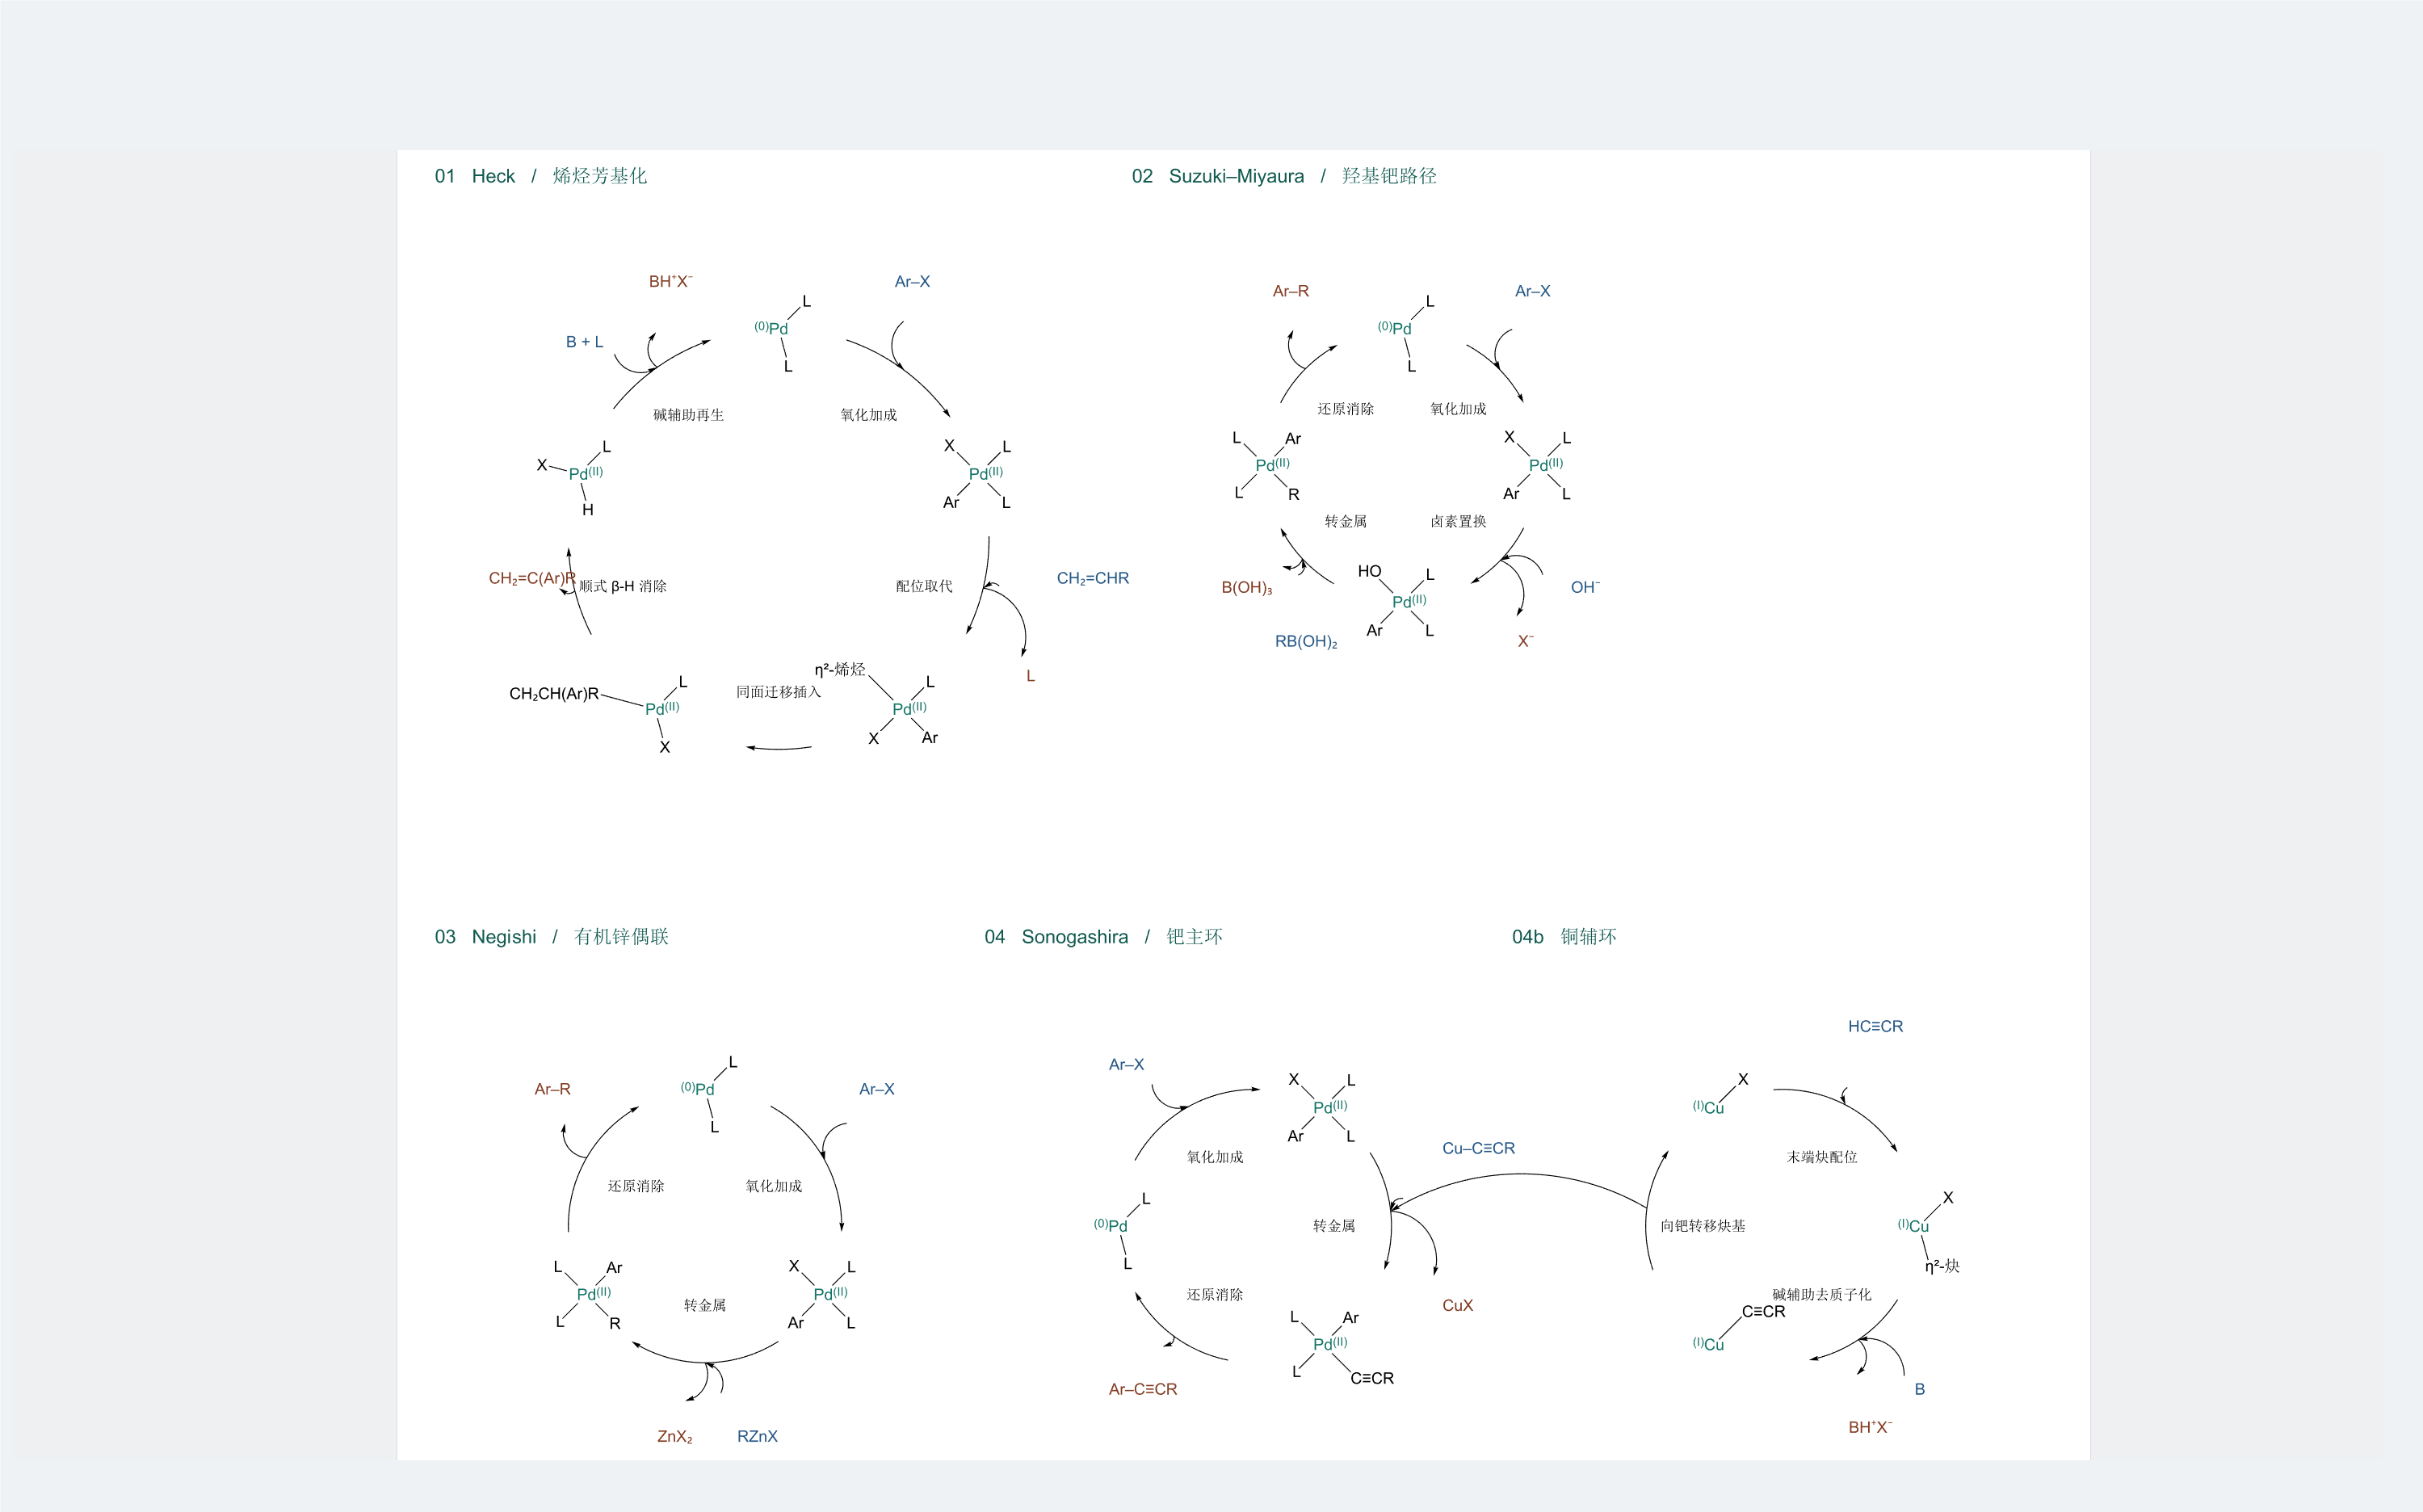 01 Heck / 烯烃芳基化
BH⁺X⁻
Ar–X
B + L
L
⁽⁰⁾Pd
L
碱辅助再生
氧化加成
L
X
Pd⁽ᴵᴵ⁾
H
X
L
Pd⁽ᴵᴵ⁾
Ar
L
CH₂=C(Ar)R
顺式 β-H 消除
配位取代
CH₂=CHR
L
CH₂CH(Ar)R
L
Pd⁽ᴵᴵ⁾
X
同面迁移插入
η²-烯烃
L
Pd⁽ᴵᴵ⁾
X
Ar
02 Suzuki–Miyaura / 羟基钯路径
Ar–R
Ar–X
L
⁽⁰⁾Pd
L
还原消除
氧化加成
L
Ar
Pd⁽ᴵᴵ⁾
L
R
X
L
Pd⁽ᴵᴵ⁾
Ar
L
转金属
卤素置换
B(OH)₃
RB(OH)₂
HO
L
Pd⁽ᴵᴵ⁾
Ar
L
OH⁻
X⁻
03 Negishi / 有机锌偶联
Ar–R
Ar–X
L
⁽⁰⁾Pd
L
还原消除
氧化加成
L
Ar
Pd⁽ᴵᴵ⁾
L
R
转金属
X
L
Pd⁽ᴵᴵ⁾
Ar
L
ZnX₂
RZnX
04 Sonogashira / 钯主环
Ar–X
X
L
Pd⁽ᴵᴵ⁾
Ar
L
氧化加成
Cu–C≡CR
L
⁽⁰⁾Pd
L
转金属
还原消除
CuX
L
Ar
Pd⁽ᴵᴵ⁾
L
C≡CR
Ar–C≡CR
04b 铜辅环
HC≡CR
X
⁽ᴵ⁾Cu
末端炔配位
向钯转移炔基
X
⁽ᴵ⁾Cu
η²-炔
碱辅助去质子化
C≡CR
⁽ᴵ⁾Cu
B
BH⁺X⁻